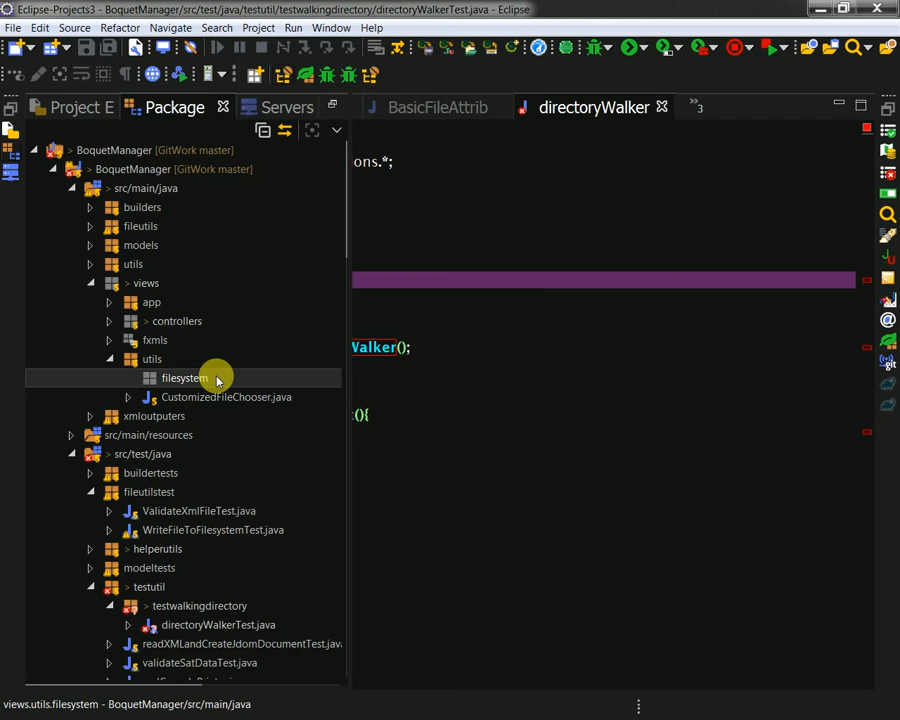 Eclipse-Projects3 - BoquetManager/src/test/java/testutil/testwalkingdirectory/directoryWalkerTest.java - Eclipse
File Edit Source Refactor Navigate Search Project Run Window Help
Project E Package Servers BasicFileAttrib directoryWalker »3
> BoquetManager [GitWork master]
> BoquetManager [GitWork master]
ons.*;
> src/main/java
builders
fileutils
models
utils
> views
app
> controllers
fxmls
Walker();
utils
filesystem
CustomizedFileChooser.java
xmloutputers
(){
src/main/resources
> src/test/java
buildertests
fileutilstest
ValidateXmlFileTest.java
WriteFileToFilesystemTest.java
> helperutils
modeltests
> testutil
> testwalkingdirectory
directoryWalkerTest.java
readXMLandCreateJdomDocumentTest.java
validateSatDataTest.java
views.utils.filesystem - BoquetManager/src/main/java